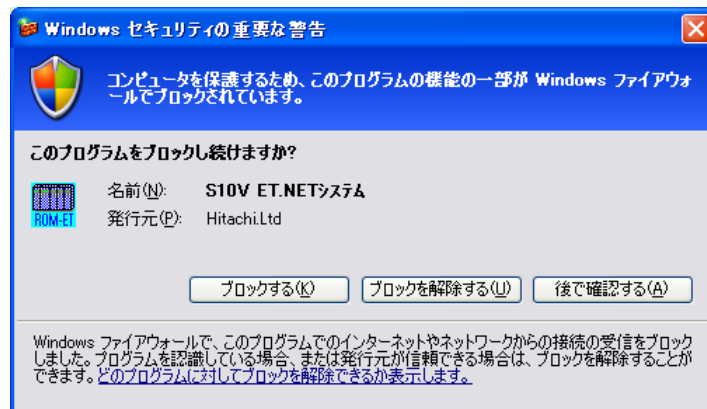 Windows セキュリティの重要な警告
コンピュータを保護するため、このプログラムの機能の一部が Windows ファイアウォ
ールでブロックされています。
このプログラムをブロックし続けますか?
名前(N): S10V ET.NETシステム
ROM-ET
発行元(P): Hitachi.Ltd
ブロックする(K) ブロックを解除する(U) 後で確認する(A)
Windows ファイアウォールで、このプログラムでのインターネットやネットワークからの接続の受信をブロック
しました。プログラムを認識している場合、または発行元が信頼できる場合は、ブロックを解除することが
できます。どのプログラムに対してブロックを解除できるか表示します。